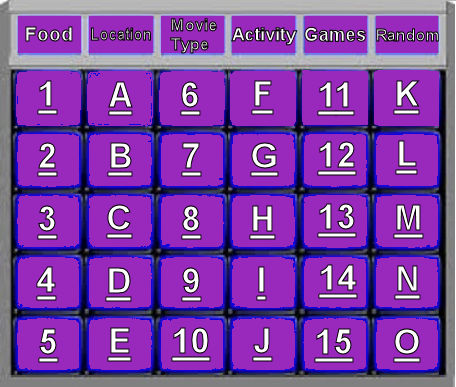 Food Location Movie Type Activity Games Random
1 A 6 F 11 K
2 B 7 G 12 L
3 C 8 H 13 M
4 D 9 I 14 N
5 E 10 J 15 O